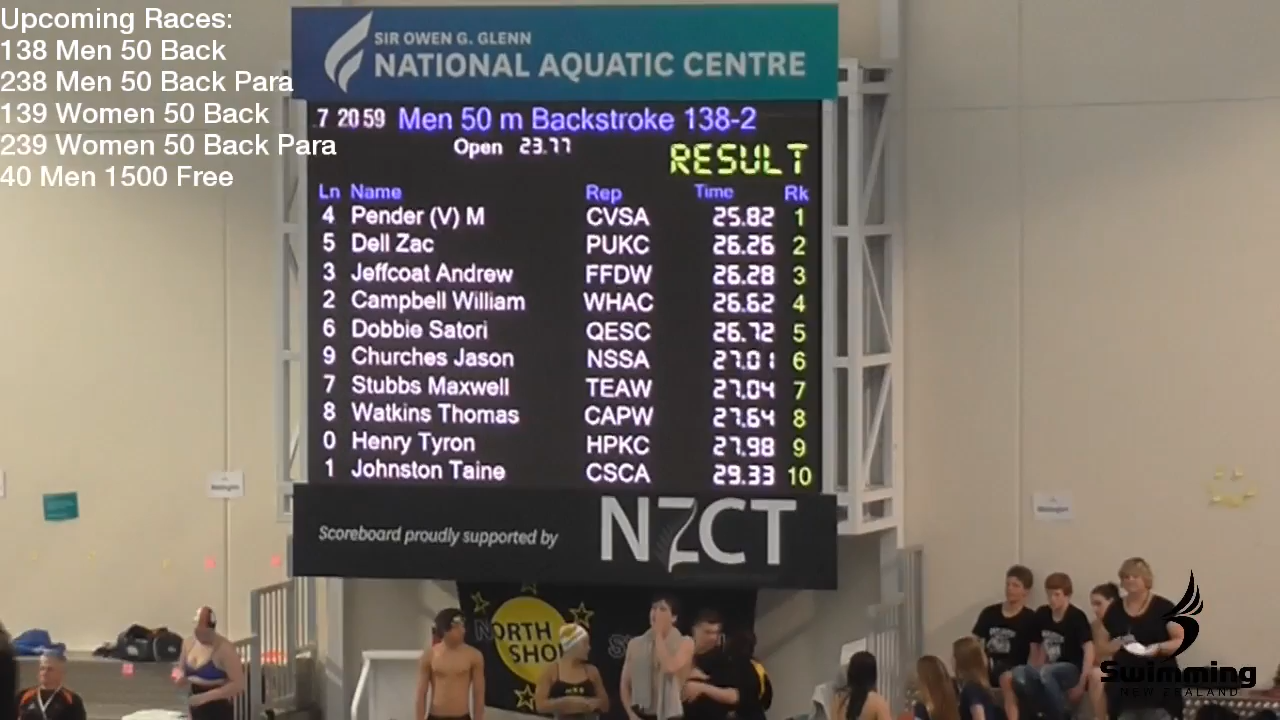 Upcoming Races:
138 Men 50 Back
238 Men 50 Back Para
139 Women 50 Back
239 Women 50 Back Para
40 Men 1500 Free
SIR OWEN G. GLENN
NATIONAL AQUATIC CENTRE
7 20 59 Men 50 m Backstroke 138-2
Open 23.77
RESULT
Ln Name Rep Time Rk
4 Pender (V) M CVSA 25.82 1
5 Dell Zac PUKC 26.26 2
3 Jeffcoat Andrew FFDW 26.28 3
2 Campbell William WHAC 26.62 4
6 Dobbie Satori QESC 26.72 5
9 Churches Jason NSSA 27.01 6
7 Stubbs Maxwell TEAW 27.04 7
8 Watkins Thomas CAPW 27.64 8
0 Henry Tyron HPKC 27.98 9
1 Johnston Taine CSCA 29.33 10
Scoreboard proudly supported by NZCT
NORTH
SHO
Swimming
NEW ZEALAND